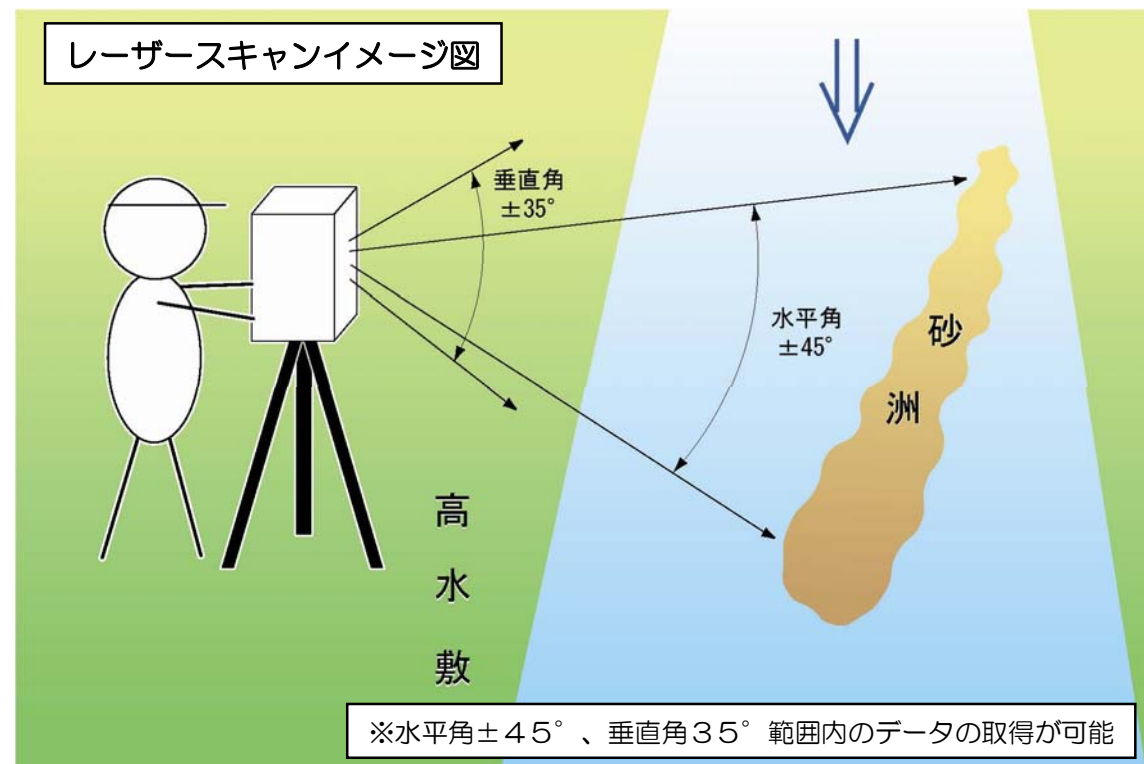 レーザースキャンイメージ図
垂直角
±35°
水平角
±45°
砂
洲
高
水
敷
※水平角±４５°、垂直角３５°範囲内のデータの取得が可能